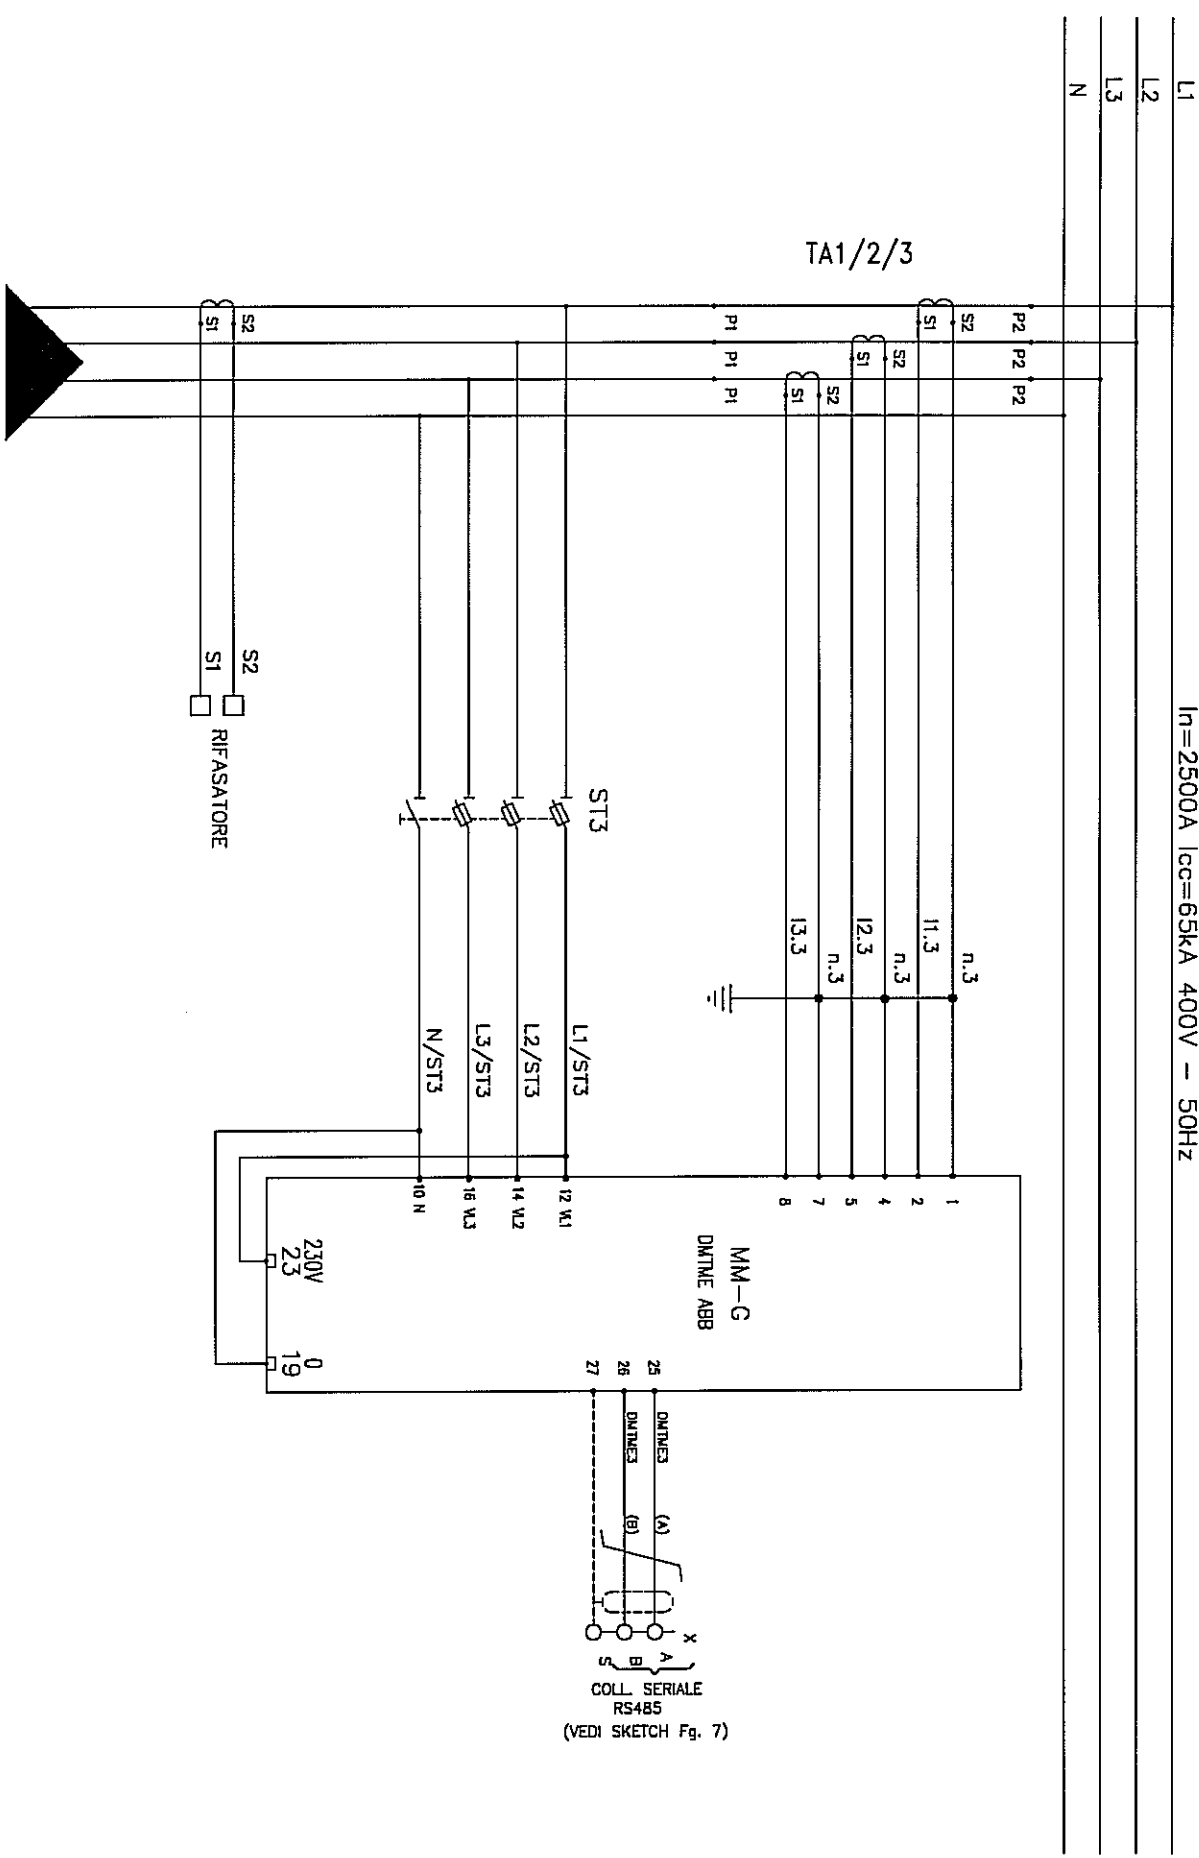 L1
L2
L3
N
In=2500A Icc=65kA 400V - 50Hz
TA1/2/3
P2
P2
P2
S2
S1
S2
S1
S2
S1
P1
P1
P1
S2
S1
S2
S1
RIFASATORE
ST3
n.3
I1.3
n.3
I2.3
n.3
I3.3
L1/ST3
L2/ST3
L3/ST3
N/ST3
1
2
4
5
7
8
12 VL1
14 VL2
16 VL3
10 N
MM-G
DMTME ABB
230V
23
0
19
25
26
27
DMTME3
DMTME3
(A)
(B)
X
A
B
S
COLL. SERIALE
RS485
(VEDI SKETCH Fg. 7)